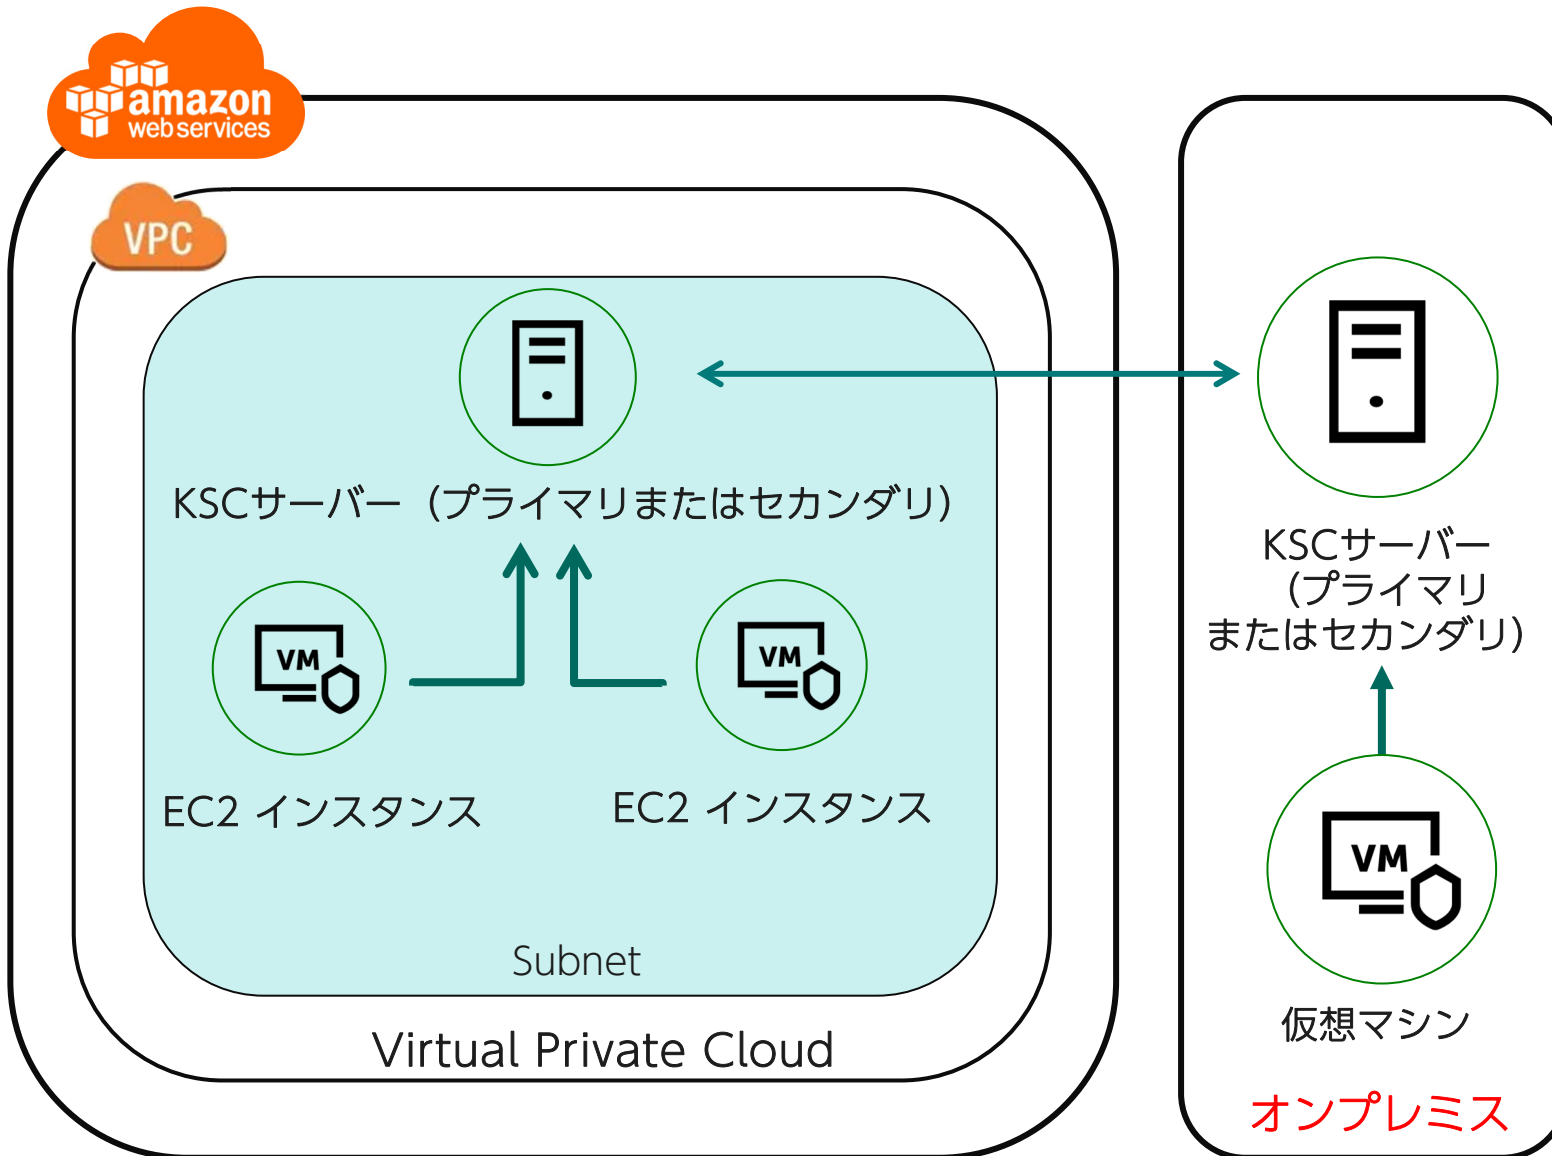 amazon
web services
VPC
KSCサーバー（プライマリまたはセカンダリ）
VM
VM
EC2 インスタンス
EC2 インスタンス
Subnet
Virtual Private Cloud
KSCサーバー
（プライマリ
またはセカンダリ）
VM
仮想マシン
オンプレミス